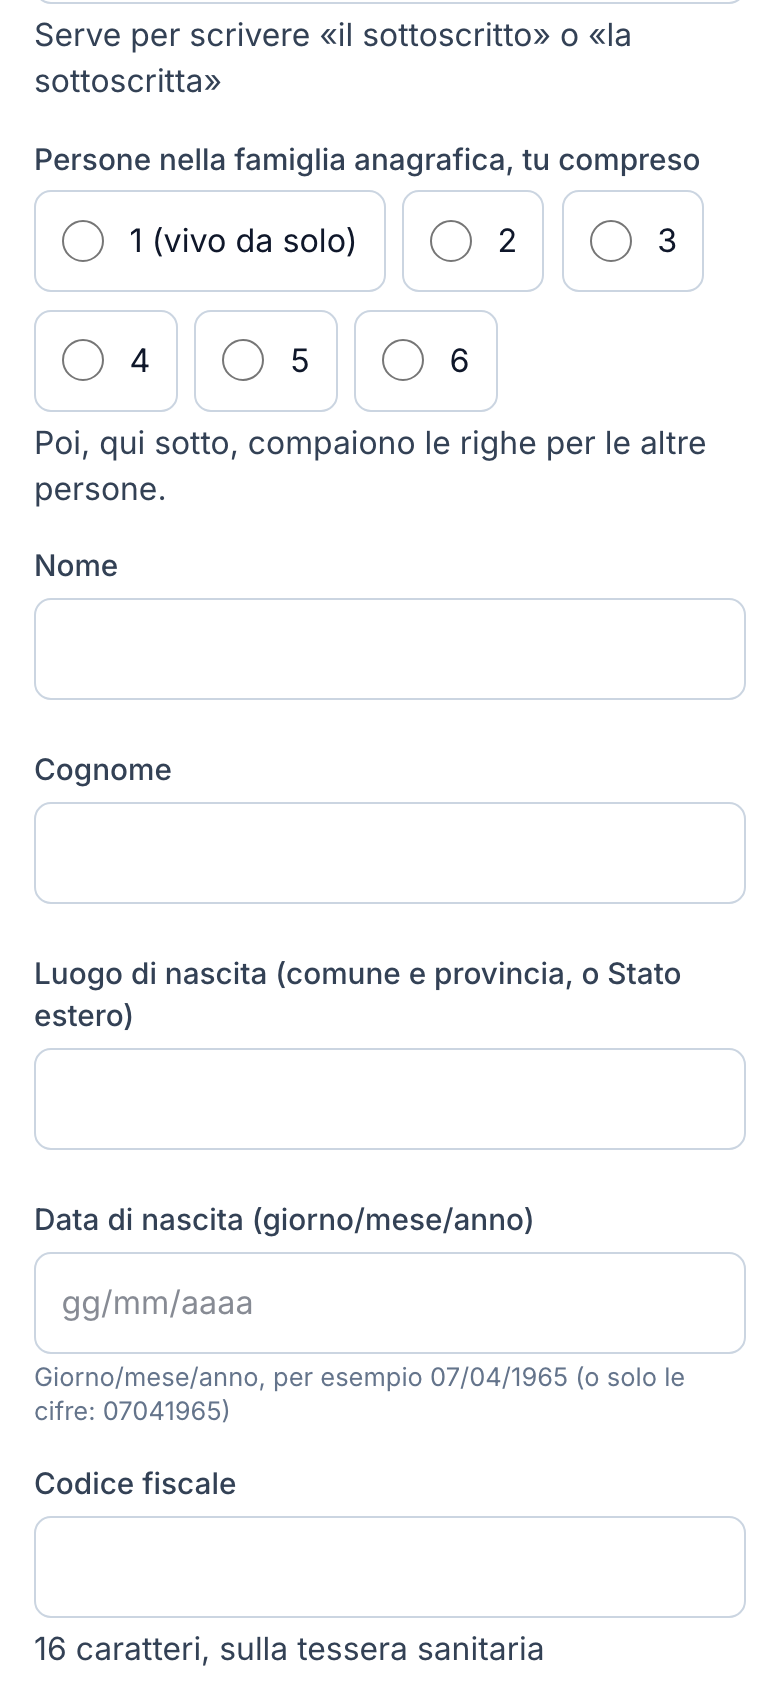 Serve per scrivere «il sottoscritto» o «la
sottoscritta»
Persone nella famiglia anagrafica, tu compreso
1 (vivo da solo)
2
3
4
5
6
Poi, qui sotto, compaiono le righe per le altre
persone.
Nome
Cognome
Luogo di nascita (comune e provincia, o Stato
estero)
Data di nascita (giorno/mese/anno)
gg/mm/aaaa
Giorno/mese/anno, per esempio 07/04/1965 (o solo le
cifre: 07041965)
Codice fiscale
16 caratteri, sulla tessera sanitaria